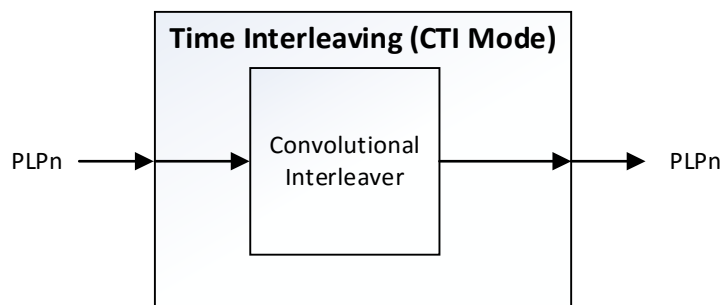 Time Interleaving (CTI Mode)
PLPn
Convolutional
Interleaver
PLPn